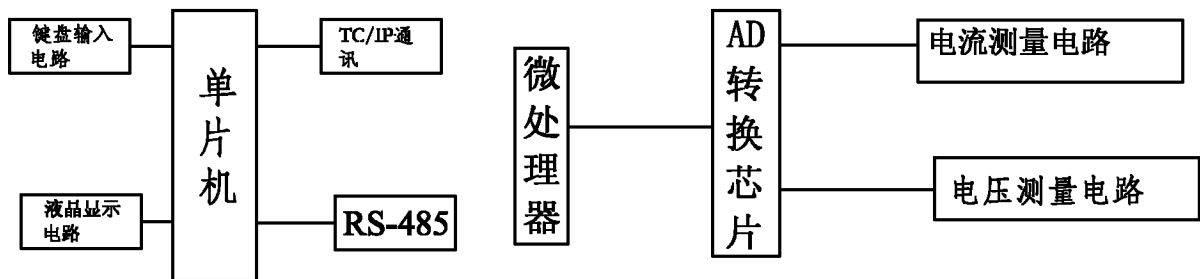 键盘输入
电路
单片机
TC/IP通
讯
液晶显示
电路
RS-485
微处理器
AD
转换芯片
电流测量电路
电压测量电路